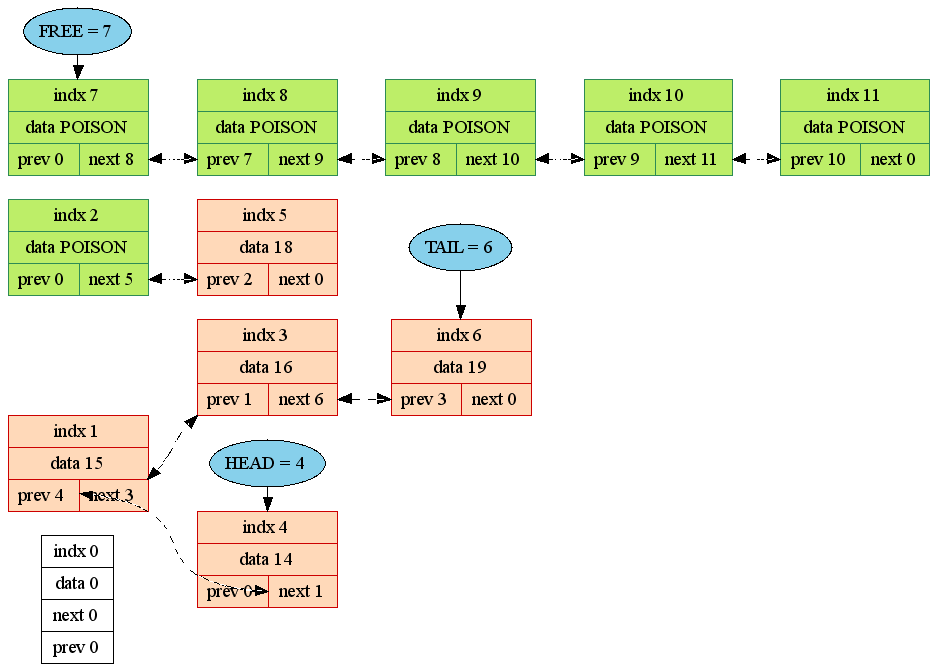 FREE = 7
indx 7
data POISON
prev 0 next 8
indx 8
data POISON
prev 7 next 9
indx 9
data POISON
prev 8 next 10
indx 10
data POISON
prev 9 next 11
indx 11
data POISON
prev 10 next 0
indx 2
data POISON
prev 0 next 5
indx 5
data 18
prev 2 next 0
TAIL = 6
indx 3
data 16
prev 1 next 6
indx 6
data 19
prev 3 next 0
indx 1
data 15
prev 4 next 3
HEAD = 4
indx 4
data 14
prev 0 next 1
indx 0
data 0
next 0
prev 0